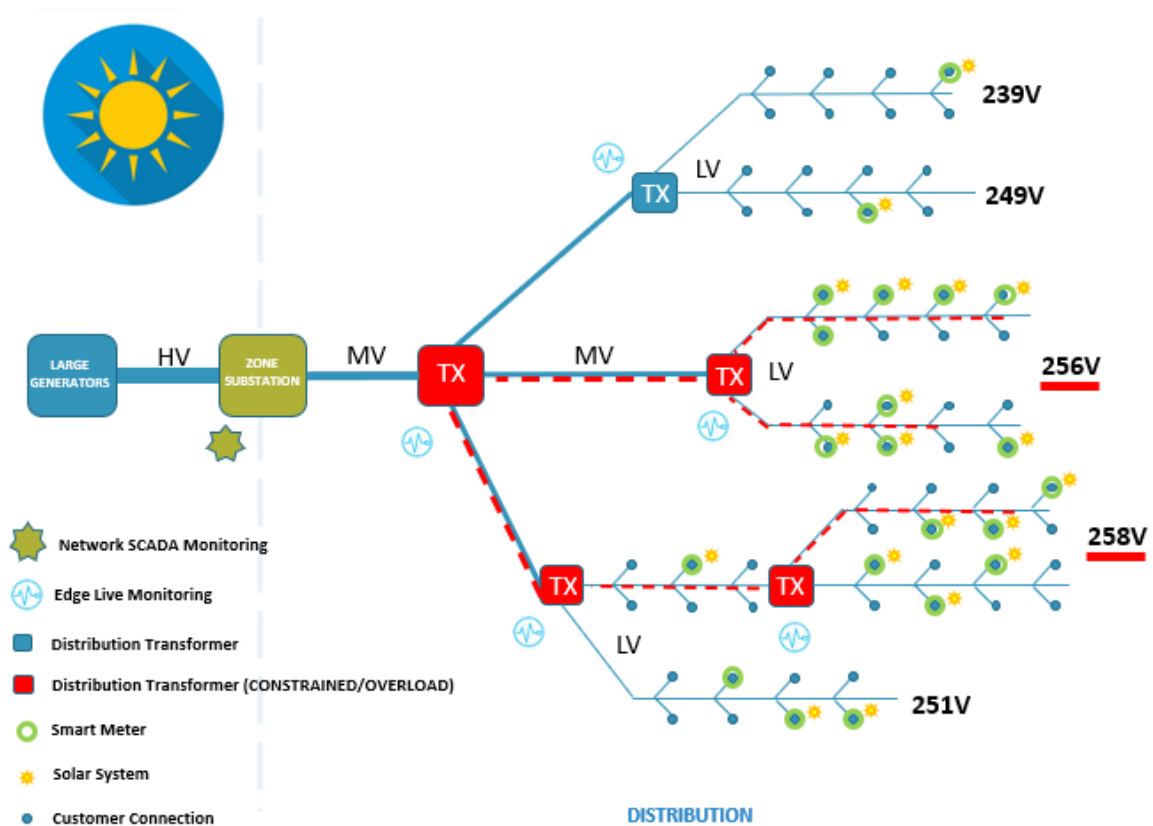 239V
LV
TX
249V
HV
MV
MV
LARGE
GENERATORS
ZONE
SUBSTATION
TX
TX
LV
256V
258V
TX
TX
LV
251V
Network SCADA Monitoring
Edge Live Monitoring
Distribution Transformer
Distribution Transformer (CONSTRAINED/OVERLOAD)
Smart Meter
Solar System
Customer Connection
DISTRIBUTION